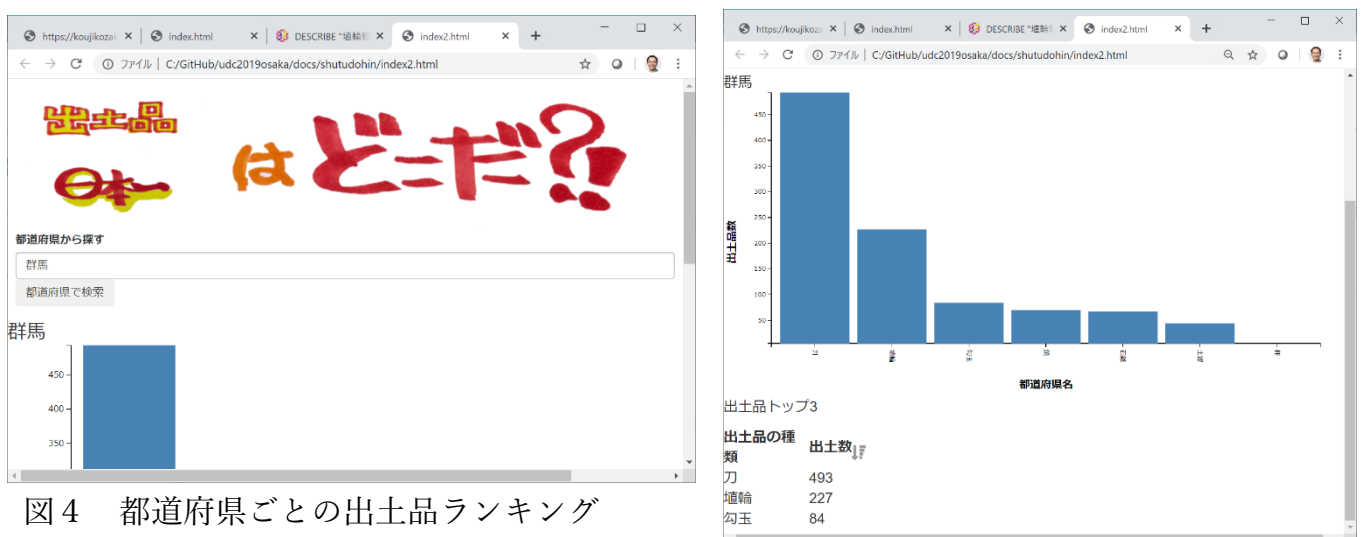 https://koujikozak
index.html
DESCRIBE "埴輪
index2.html
ファイル | C:/GitHub/udc2019osaka/docs/shutudohin/index2.html
出土品
日本一
はどこだ?!
都道府県から探す
群馬
都道府県で検索
群馬
450
400
350
図4 都道府県ごとの出土品ランキング
https://koujikoza
index.html
DESCRIBE "埴輪
index2.html
ファイル | C:/GitHub/udc2019osaka/docs/shutudohin/index2.html
群馬
450
400
350
300
250
200
150
100
50
出土品数
刀
埴輪
勾玉
都道府県名
出土品トップ3
出土品の種類 出土数
刀 493
埴輪 227
勾玉 84